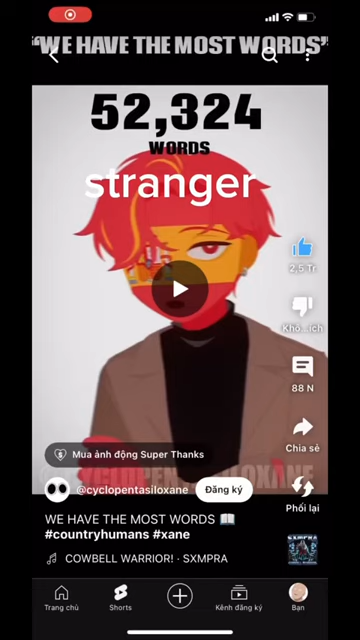 "WE HAVE THE MOST WORDS"
52,324
WORDS
stranger
2,5 Tr.
Khô...ích
88 N
Chia sẻ
Mua ảnh động Super Thanks
@cyclopentasiloxane
Đăng ký
Phối lại
WE HAVE THE MOST WORDS 📖
#countryhumans #xane
COWBELL WARRIOR! · SXMPRA
SXMPRA
Trang chủ
Shorts
Kênh đăng ký
Bạn